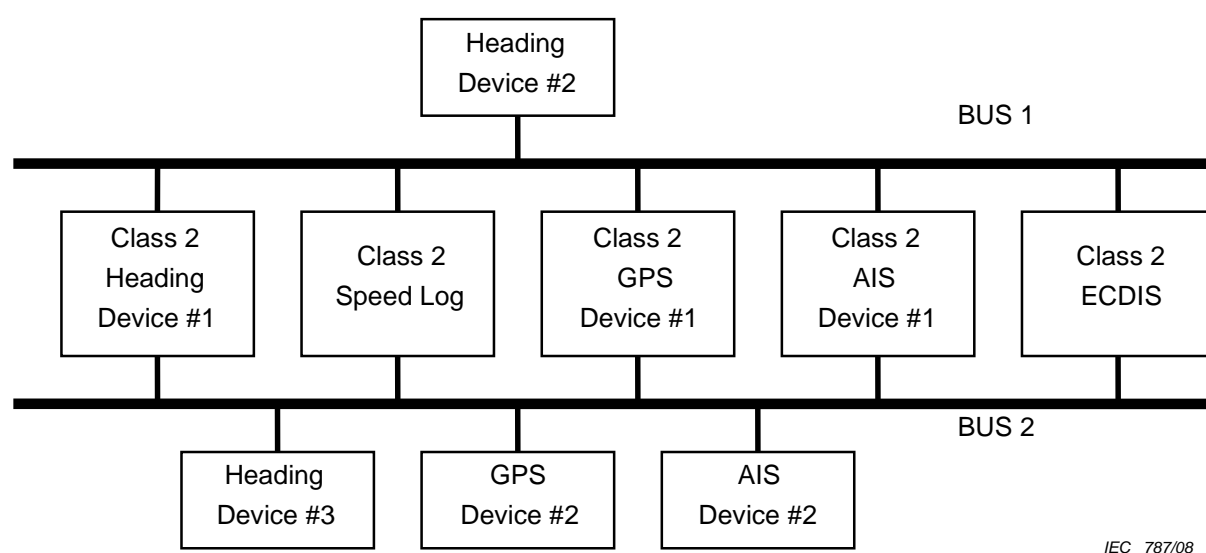 Heading
Device #2
BUS 1
Class 2
Heading
Device #1
Class 2
Speed Log
Class 2
GPS
Device #1
Class 2
AIS
Device #1
Class 2
ECDIS
BUS 2
Heading
Device #3
GPS
Device #2
AIS
Device #2
IEC 787/08